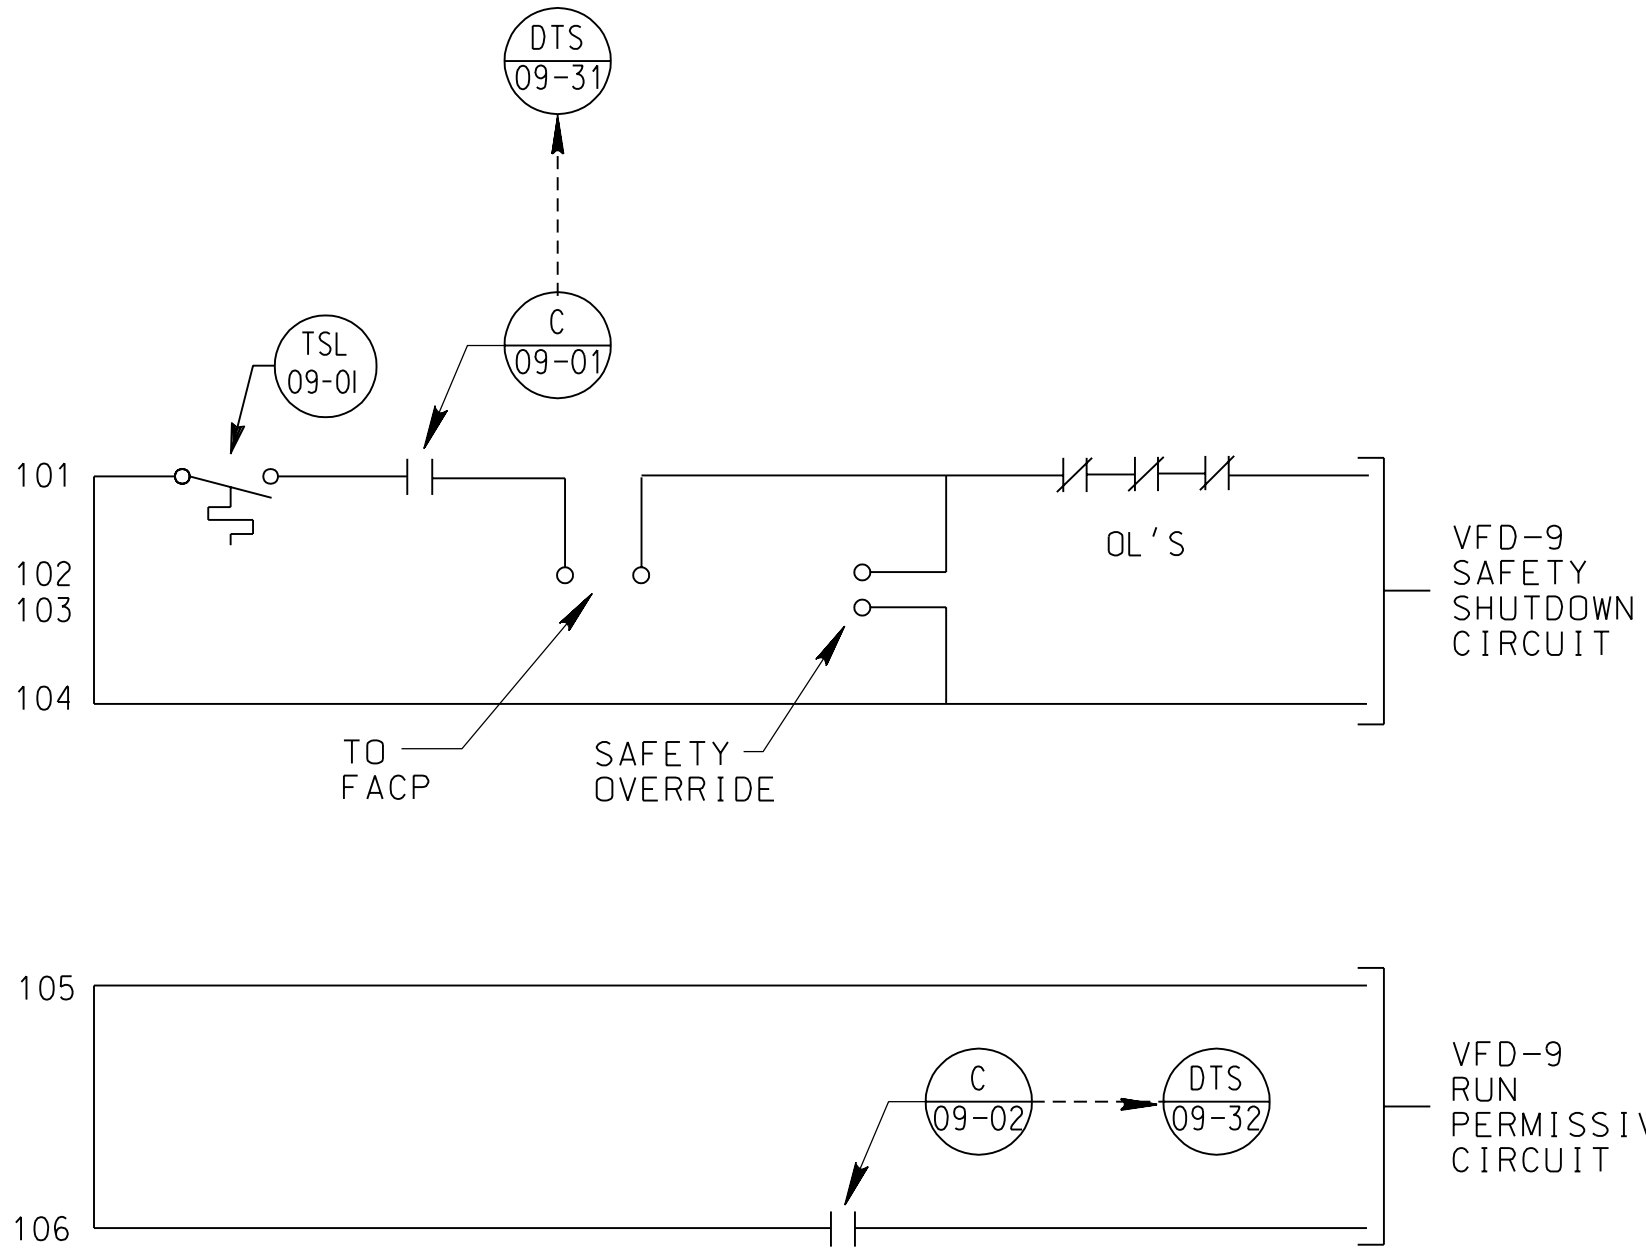 DTS
09-31
C
09-01
TSL
09-01
101
102
103
104
OL'S
VFD-9
SAFETY
SHUTDOWN
CIRCUIT
TO
FACP
SAFETY
OVERRIDE
105
C
09-02
DTS
09-32
VFD-9
RUN
PERMISSIV
CIRCUIT
106